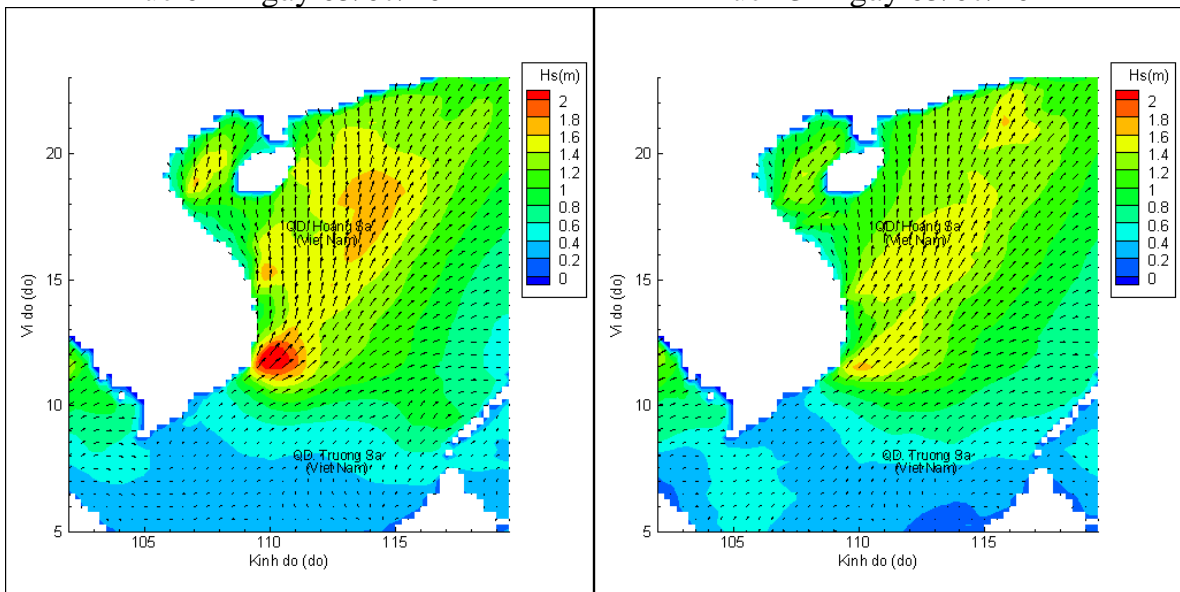 Hs(m)
2
1.8
1.6
1.4
1.2
1
0.8
0.6
0.4
0.2
0
20
15
10
5
Vi do (do)
QD. Hoang Sa
(Viet Nam)
QD. Truong Sa
(Viet Nam)
105 110 115
Kinh do (do)
Hs(m)
2
1.8
1.6
1.4
1.2
1
0.8
0.6
0.4
0.2
0
20
15
10
5
Vi do (do)
QD. Hoang Sa
(Viet Nam)
QD. Truong Sa
(Viet Nam)
105 110 115
Kinh do (do)